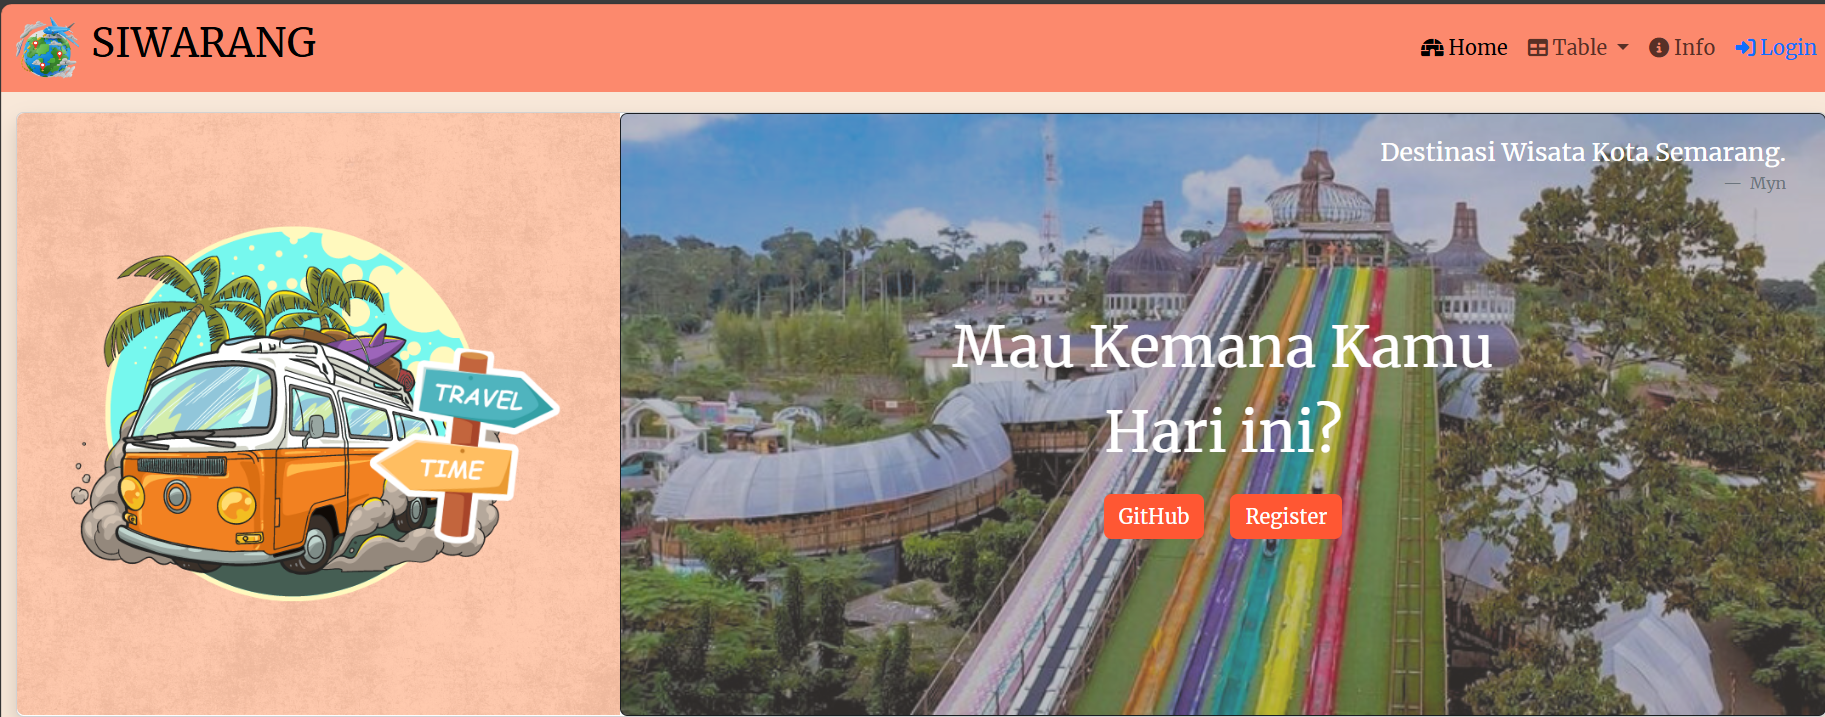 SIWARANG
Home
Table
Info
Login
Destinasi Wisata Kota Semarang.
— Myn
TRAVEL
TIME
Mau Kemana Kamu
Hari ini?
GitHub
Register